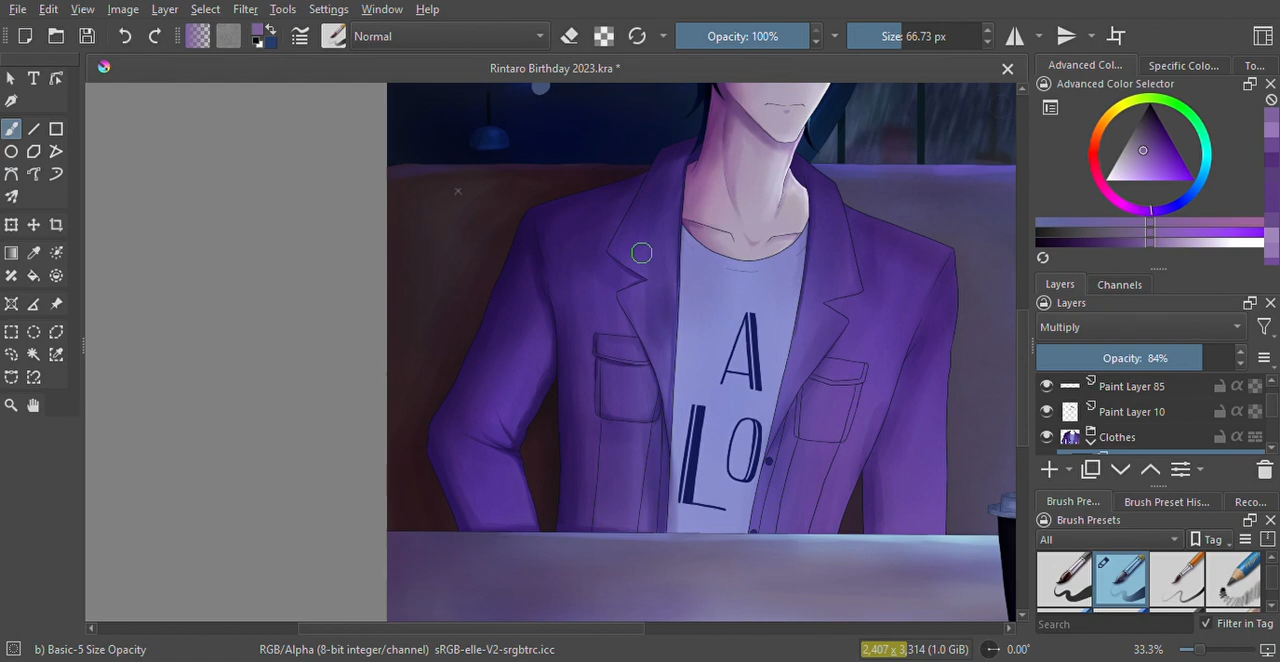 File Edit View Image Layer Select Filter Tools Settings Window Help
Normal Opacity: 100% Size: 66.73 px
Rintaro Birthday 2023.kra *
Advanced Col... Specific Colo... To...
Advanced Color Selector
Layers Channels
Layers
Multiply
Opacity: 84%
Paint Layer 85
Paint Layer 10
Clothes
Brush Pre... Brush Preset His... Reco...
Brush Presets
All Tag
Search Filter in Tag
A
LO
b) Basic-5 Size Opacity RGB/Alpha (8-bit integer/channel) sRGB-elle-V2-srgbtrc.icc 2,407 x 3,314 (1.0 GiB) 0.00° 33.3%